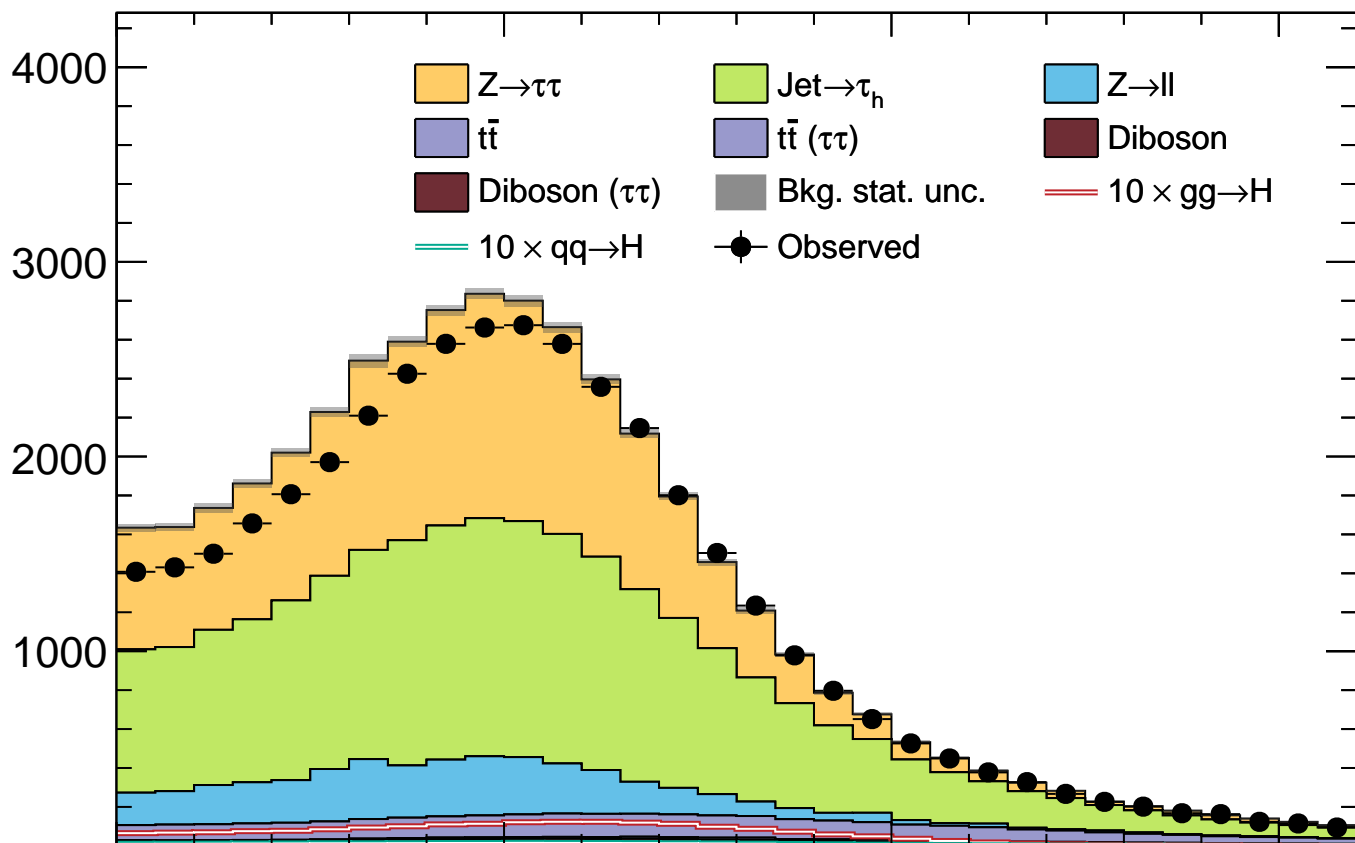 4000
Z→ττ Jet→τ_h Z→ll
tt̄ tt̄ (ττ) Diboson
Diboson (ττ) Bkg. stat. unc. 10 × gg→H
10 × qq→H Observed
3000
2000
1000